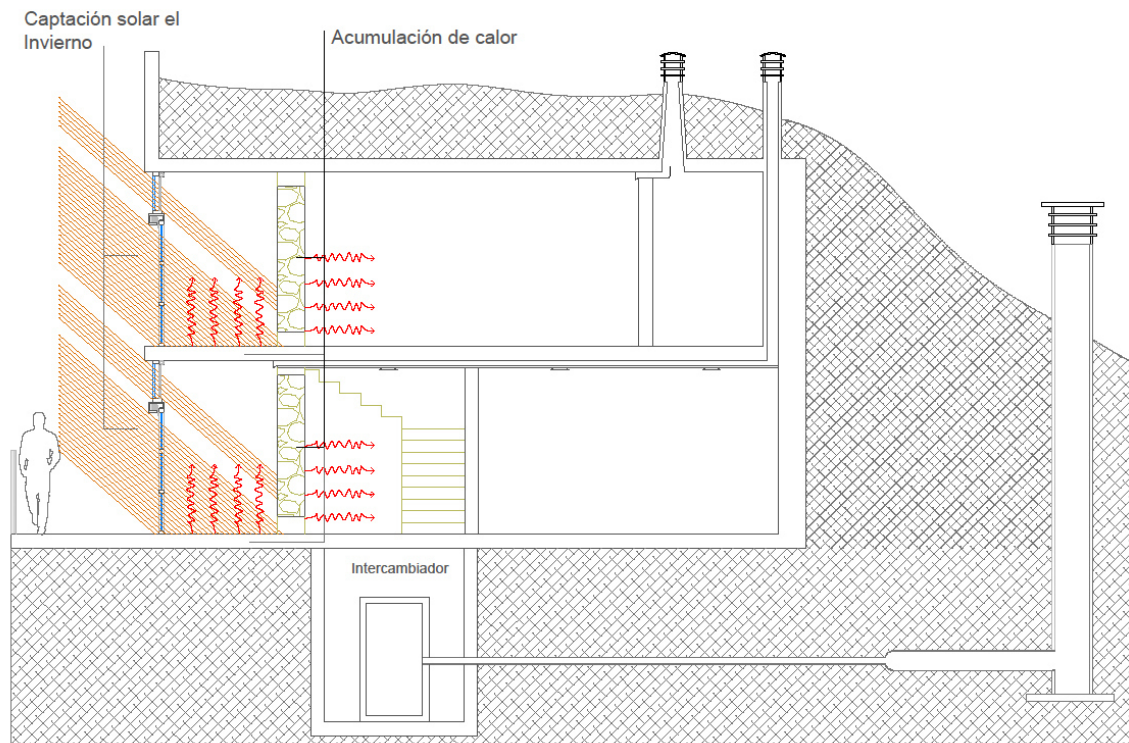 Captación solar el
Invierno
Acumulación de calor
Intercambiador